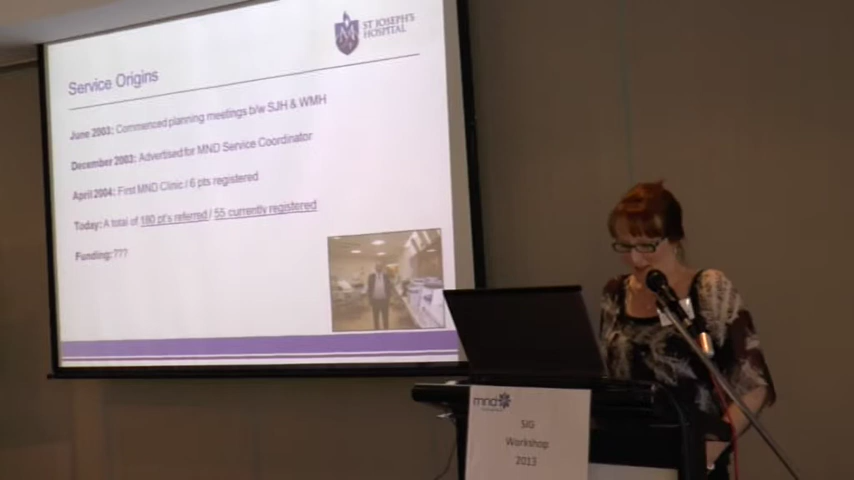 ST JOSEPH'S
HOSPITAL
Service Origins
June 2003: Commenced planning meetings b/w SJH & WMH
December 2003: Advertised for MND Service Coordinator
April 2004: First MND Clinic / 6 pts registered
Today: A total of 180 pt's referred / 55 currently registered
Funding: ???
mnd
SIG
Workshop
2013